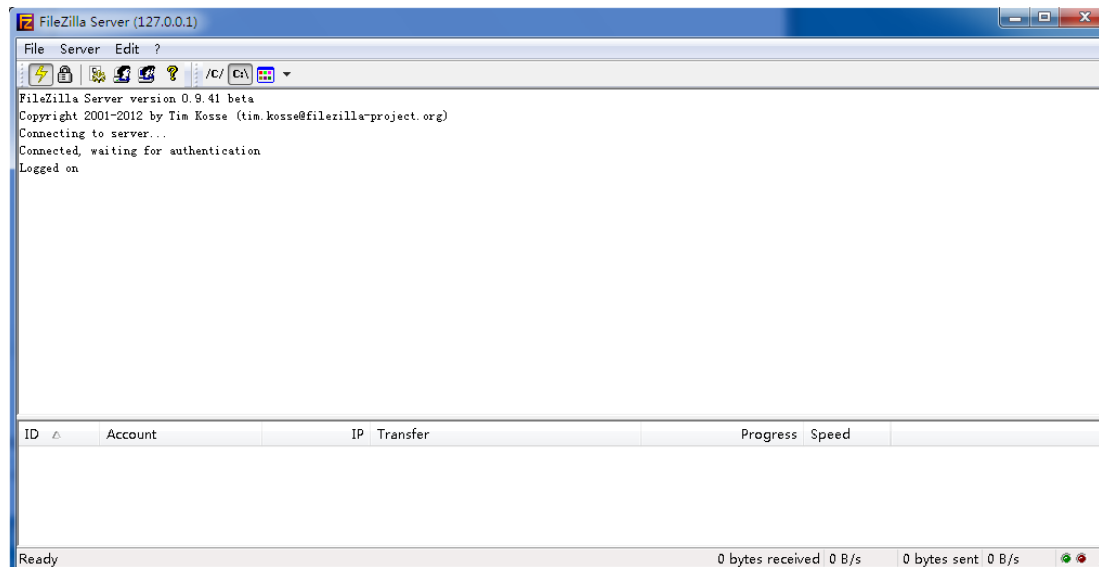 FileZilla Server (127.0.0.1)
File Server Edit ?
/C/ C:\
FileZilla Server version 0.9.41 beta
Copyright 2001-2012 by Tim Kosse (tim.kosse@filezilla-project.org)
Connecting to server...
Connected, waiting for authentication
Logged on
ID Account IP Transfer Progress Speed
Ready 0 bytes received 0 B/s 0 bytes sent 0 B/s